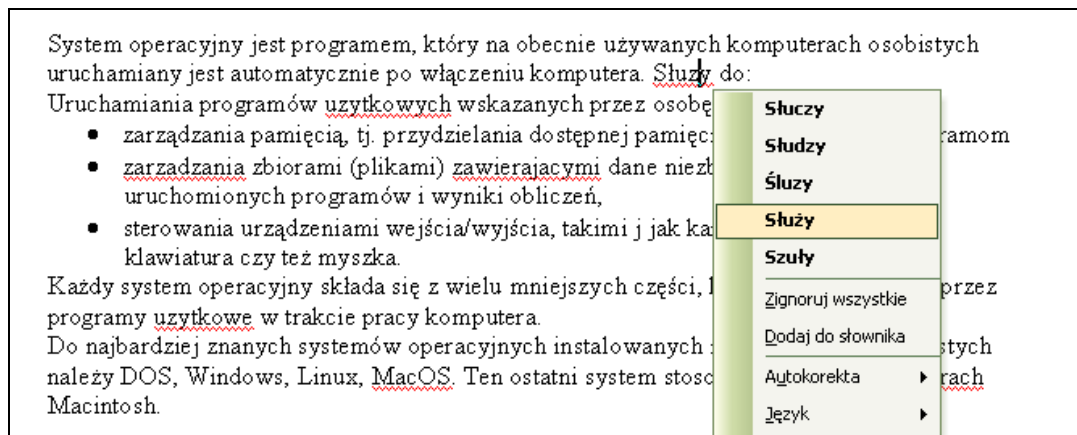 System operacyjny jest programem, który na obecnie używanych komputerach osobistych
uruchamiany jest automatycznie po włączeniu komputera. Słuzy do:
Uruchamiania programów uzytkowych wskazanych przez osobę
• zarządzania pamięcią, tj. przydzielania dostępnej pamięc ramom
• zarzadzania zbiorami (plikami) zawierajacymi dane niezb
uruchomionych programów i wyniki obliczeń,
• sterowania urządzeniami wejścia/wyjścia, takimi j jak ka
klawiatura czy też myszka.
Każdy system operacyjny składa się z wielu mniejszych części, przez
programy uzytkowe w trakcie pracy komputera.
Do najbardziej znanych systemów operacyjnych instalowanych stych
należy DOS, Windows, Linux, MacOS. Ten ostatni system stoso rach
Macintosh.
Słuczy
Słudzy
Śluzy
Służy
Szuły
Zignoruj wszystkie
Dodaj do słownika
Autokorekta
Język